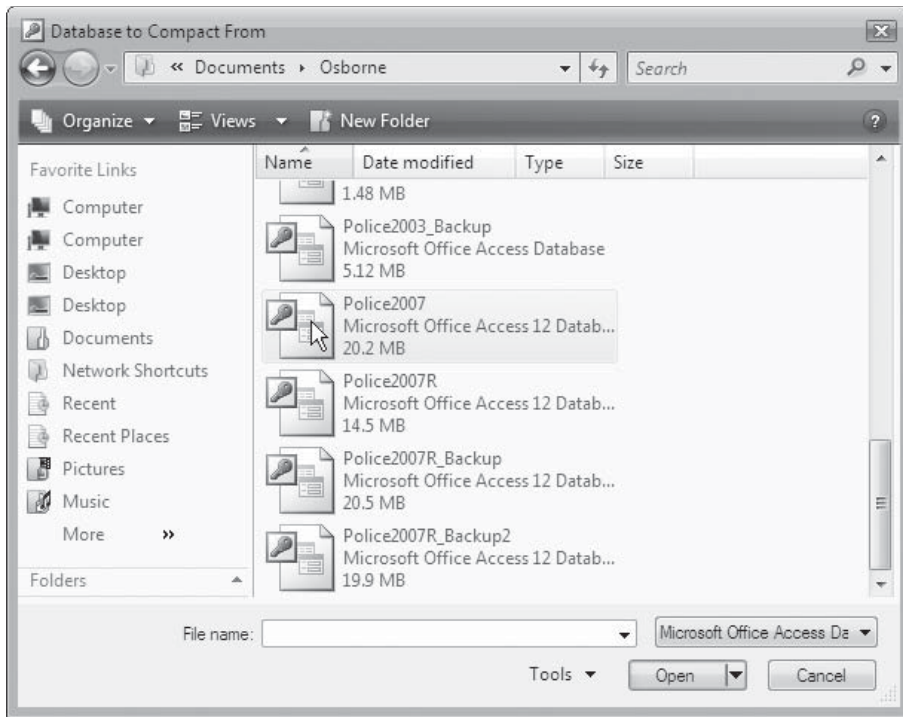 Database to Compact From
« Documents › Osborne
Search
Organize
Views
New Folder
?
Favorite Links
Computer
Computer
Desktop
Desktop
Documents
Network Shortcuts
Recent
Recent Places
Pictures
Music
More »
Folders
Name Date modified Type Size
1.48 MB
Police2003_Backup
Microsoft Office Access Database
5.12 MB
Police2007
Microsoft Office Access 12 Datab...
20.2 MB
Police2007R
Microsoft Office Access 12 Datab...
14.5 MB
Police2007R_Backup
Microsoft Office Access 12 Datab...
20.5 MB
Police2007R_Backup2
Microsoft Office Access 12 Datab...
19.9 MB
File name:
Microsoft Office Access Da
Tools
Open
Cancel